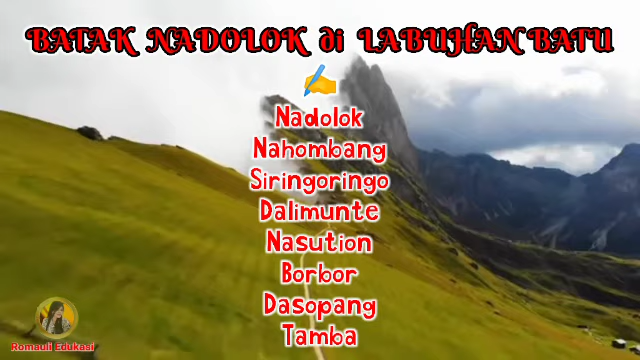 BATAK NADOLOK di LABUHAN BATU
Nadolok
Nahombang
Siringoringo
Dalimunte
Nasution
Borbor
Dasopang
Tamba
Romauli Edukasi